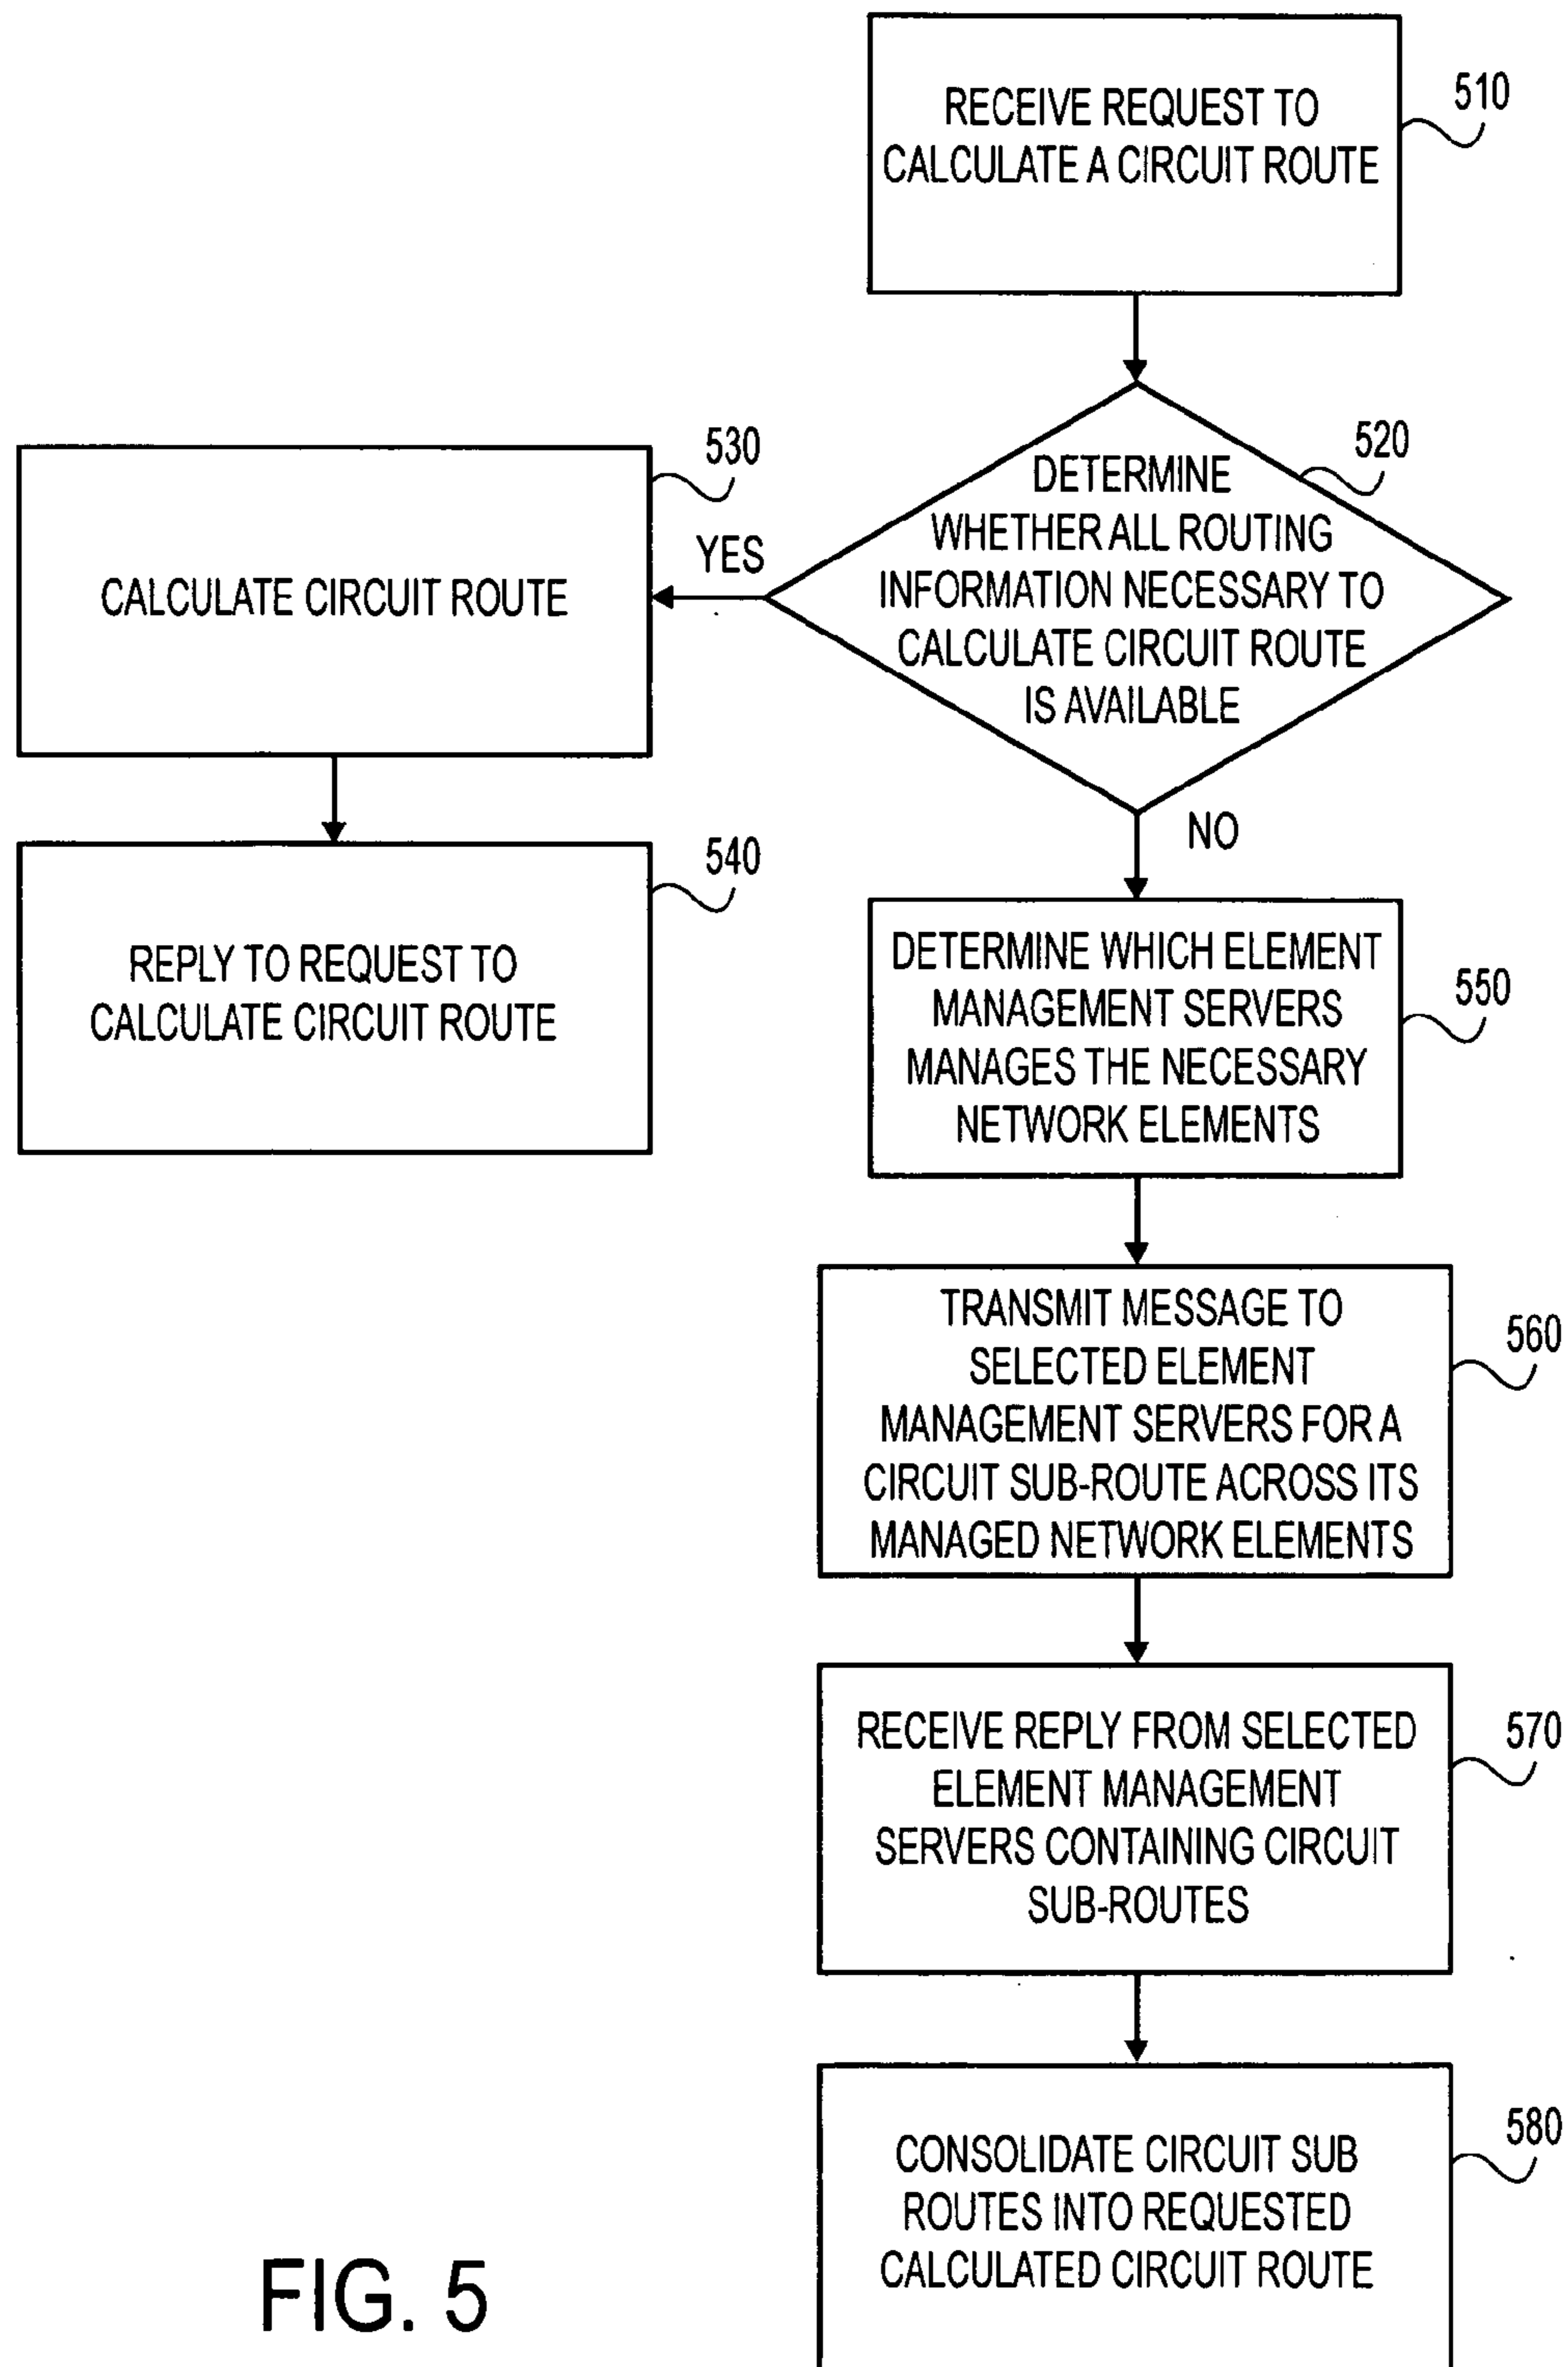 RECEIVE REQUEST TO
CALCULATE A CIRCUIT ROUTE
510
DETERMINE
WHETHER ALL ROUTING
INFORMATION NECESSARY TO
CALCULATE CIRCUIT ROUTE
IS AVAILABLE
520
YES
530
CALCULATE CIRCUIT ROUTE
540
REPLY TO REQUEST TO
CALCULATE CIRCUIT ROUTE
NO
DETERMINE WHICH ELEMENT
MANAGEMENT SERVERS
MANAGES THE NECESSARY
NETWORK ELEMENTS
550
TRANSMIT MESSAGE TO
SELECTED ELEMENT
MANAGEMENT SERVERS FOR A
CIRCUIT SUB-ROUTE ACROSS ITS
MANAGED NETWORK ELEMENTS
560
RECEIVE REPLY FROM SELECTED
ELEMENT MANAGEMENT
SERVERS CONTAINING CIRCUIT
SUB-ROUTES
570
CONSOLIDATE CIRCUIT SUB
ROUTES INTO REQUESTED
CALCULATED CIRCUIT ROUTE
580
FIG. 5